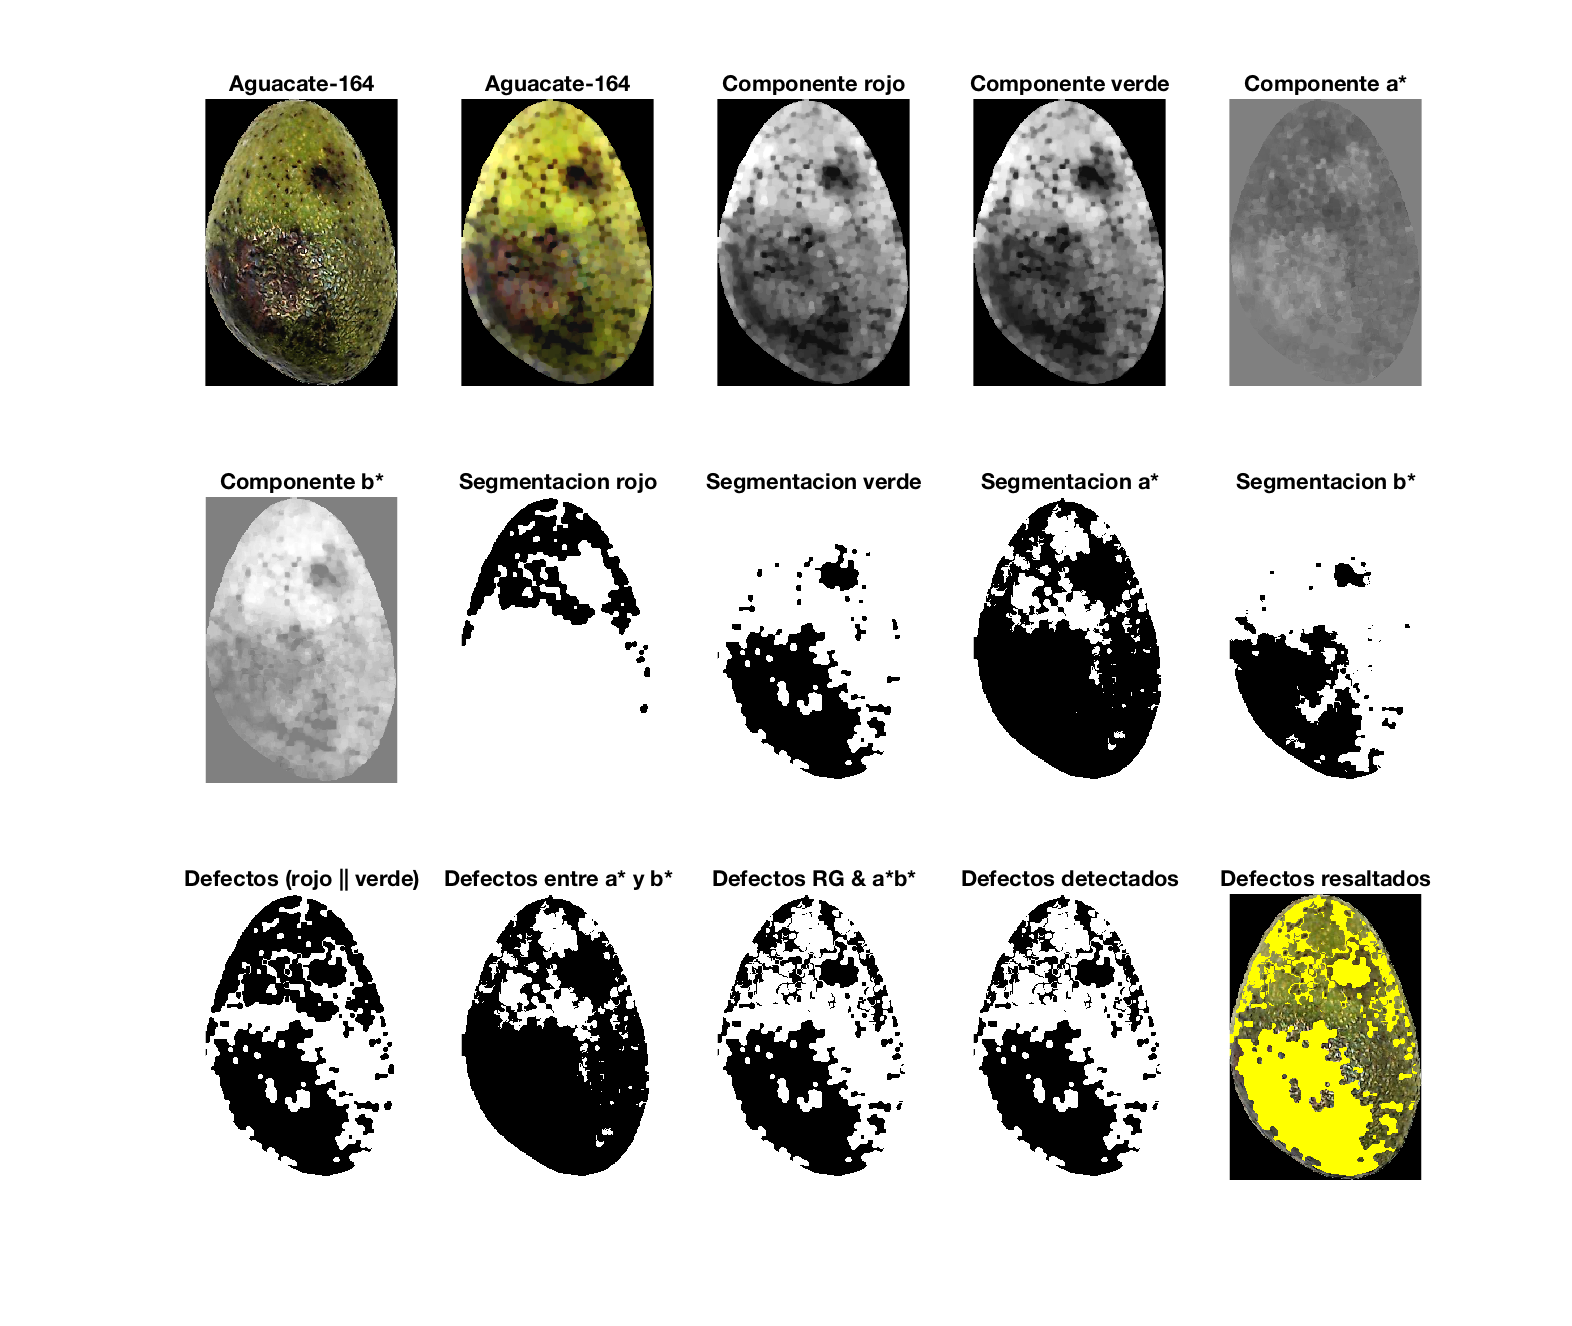 Aguacate-164
Aguacate-164
Componente rojo
Componente verde
Componente a*
Componente b*
Segmentacion rojo
Segmentacion verde
Segmentacion a*
Segmentacion b*
Defectos (rojo || verde)
Defectos entre a* y b*
Defectos RG & a*b*
Defectos detectados
Defectos resaltados